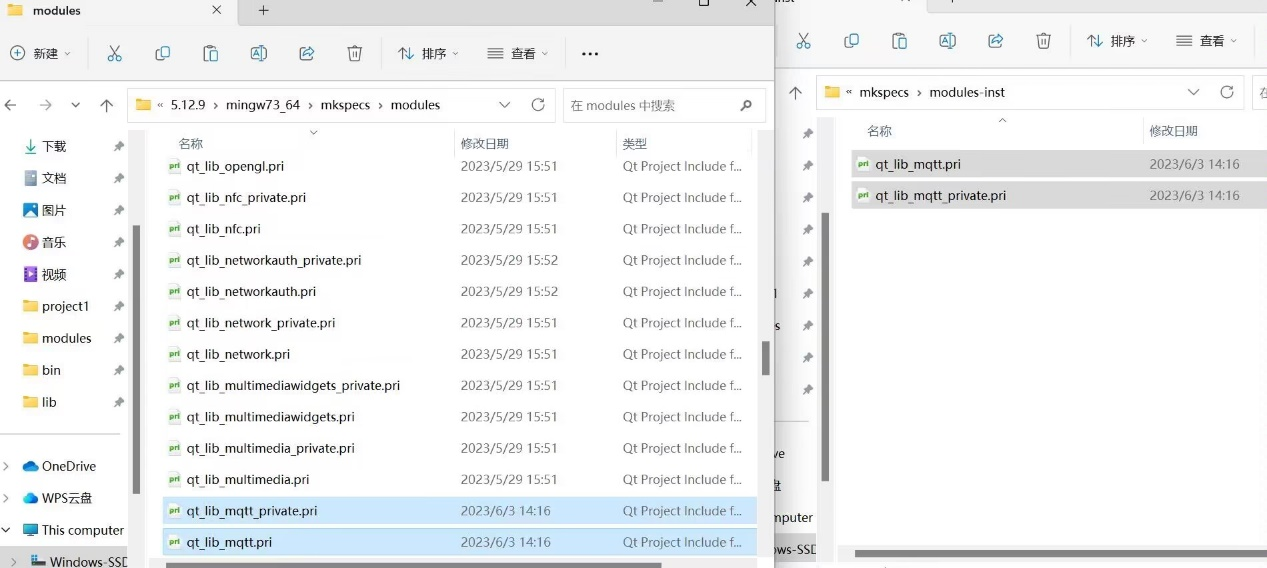 modules
新建
排序
查看
« 5.12.9 › mingw73_64 › mkspecs › modules
在 modules 中搜索
下载
文档
图片
音乐
视频
project1
modules
bin
lib
OneDrive
WPS云盘
This computer
Windows-SSD
名称 修改日期 类型
qt_lib_opengl.pri 2023/5/29 15:51 Qt Project Include f...
qt_lib_nfc_private.pri 2023/5/29 15:51 Qt Project Include f...
qt_lib_nfc.pri 2023/5/29 15:51 Qt Project Include f...
qt_lib_networkauth_private.pri 2023/5/29 15:52 Qt Project Include f...
qt_lib_networkauth.pri 2023/5/29 15:52 Qt Project Include f...
qt_lib_network_private.pri 2023/5/29 15:51 Qt Project Include f...
qt_lib_network.pri 2023/5/29 15:51 Qt Project Include f...
qt_lib_multimediawidgets_private.pri 2023/5/29 15:51 Qt Project Include f...
qt_lib_multimediawidgets.pri 2023/5/29 15:51 Qt Project Include f...
qt_lib_multimedia_private.pri 2023/5/29 15:51 Qt Project Include f...
qt_lib_multimedia.pri 2023/5/29 15:51 Qt Project Include f...
qt_lib_mqtt_private.pri 2023/6/3 14:16 Qt Project Include f...
qt_lib_mqtt.pri 2023/6/3 14:16 Qt Project Include f...
排序
查看
« mkspecs › modules-inst
在
名称 修改日期
qt_lib_mqtt.pri 2023/6/3 14:16
qt_lib_mqtt_private.pri 2023/6/3 14:16
ve
盘
mputer
ows-SSD